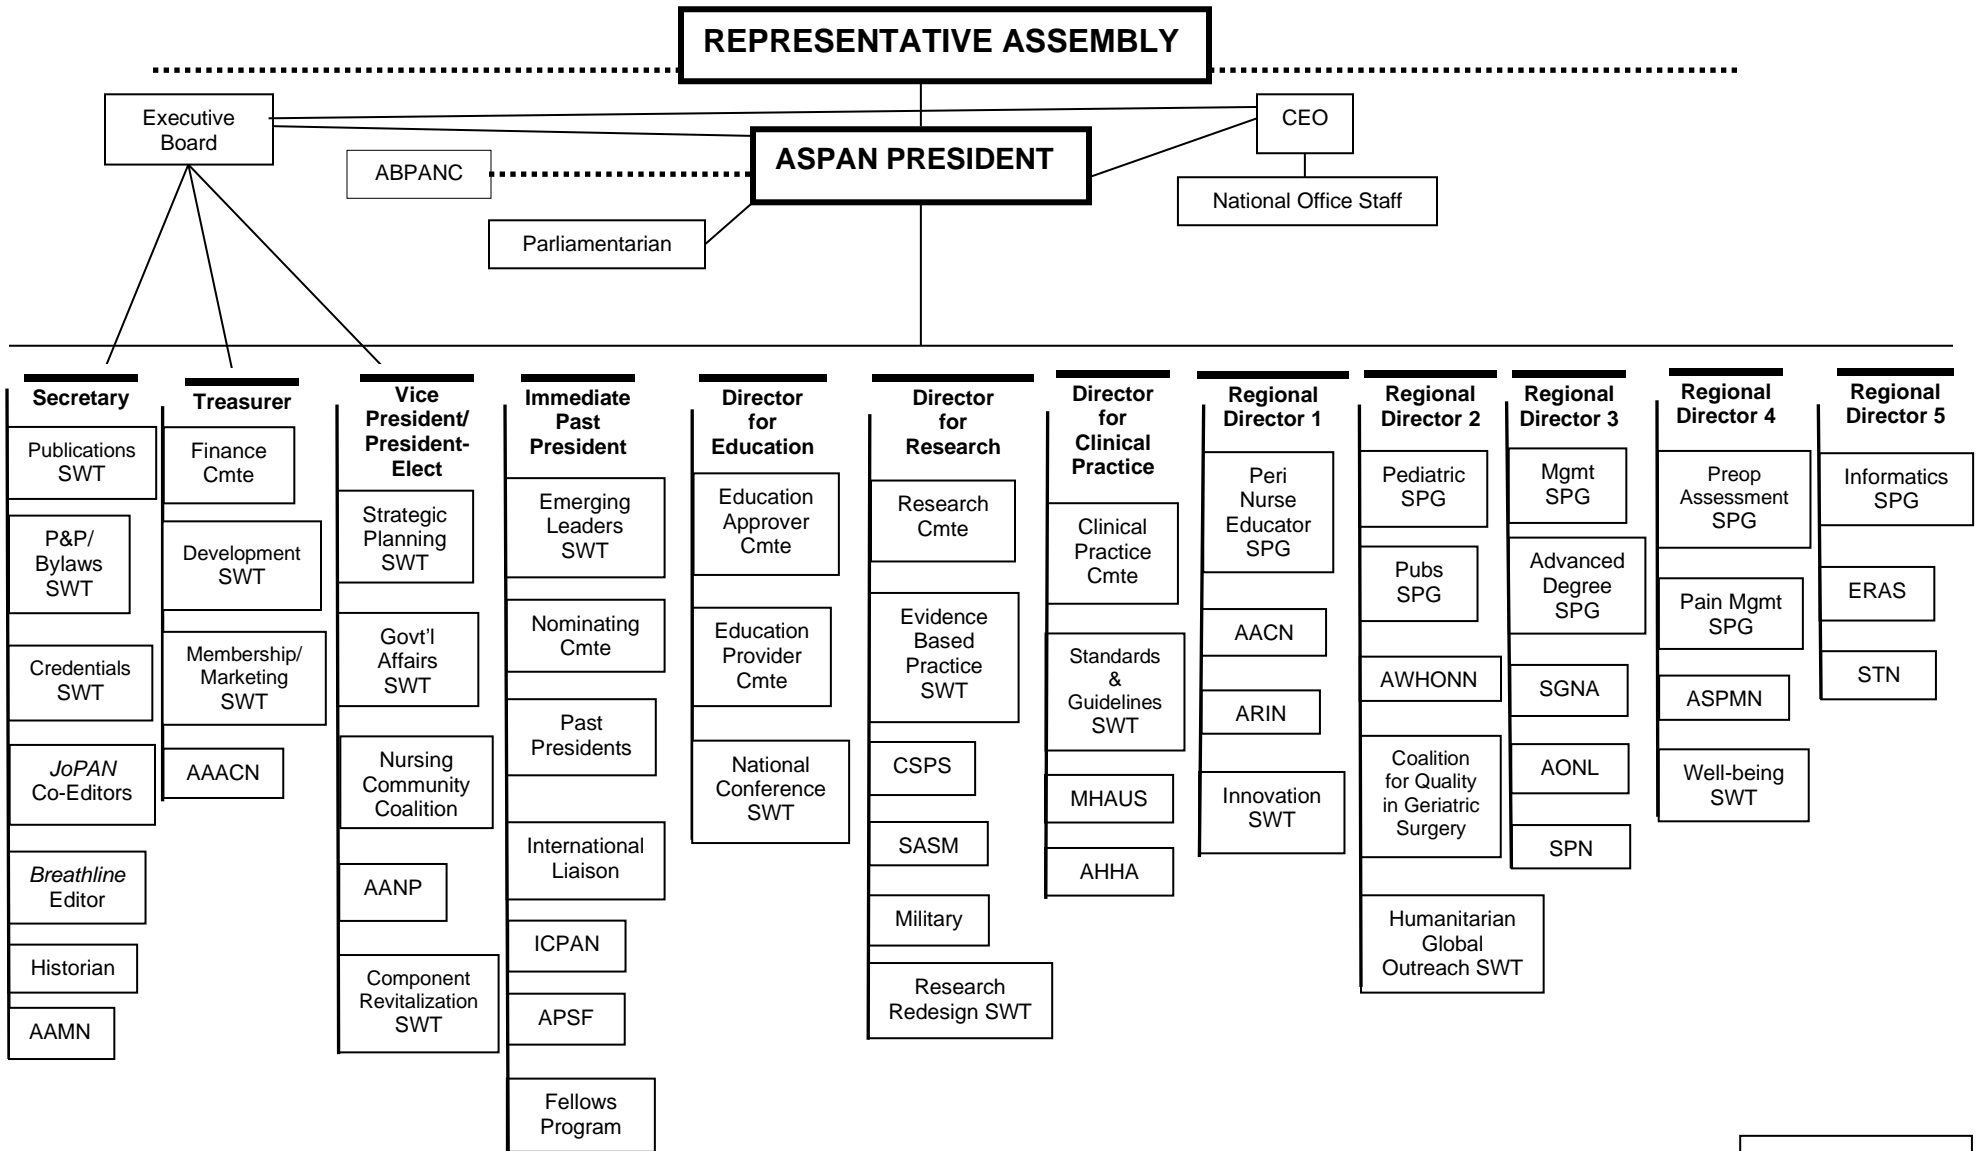 REPRESENTATIVE ASSEMBLY
Executive
Board
CEO
ASPAN PRESIDENT
ABPANC
National Office Staff
Parliamentarian
Secretary
Publications
SWT
P&P/
Bylaws
SWT
Credentials
SWT
JoPAN
Co-Editors
Breathline
Editor
Historian
AAMN
Treasurer
Finance
Cmte
Development
SWT
Membership/
Marketing
SWT
AAACN
Vice
President/
President-
Elect
Strategic
Planning
SWT
Govt'l
Affairs
SWT
Nursing
Community
Coalition
AANP
Component
Revitalization
SWT
Immediate
Past
President
Emerging
Leaders
SWT
Nominating
Cmte
Past
Presidents
International
Liaison
ICPAN
APSF
Fellows
Program
Director
for
Education
Education
Approver
Cmte
Education
Provider
Cmte
National
Conference
SWT
Director
for
Research
Research
Cmte
Evidence
Based
Practice
SWT
CSPS
SASM
Military
Research
Redesign SWT
Director
for
Clinical
Practice
Clinical
Practice
Cmte
Standards
&
Guidelines
SWT
MHAUS
AHHA
Regional
Director 1
Peri
Nurse
Educator
SPG
AACN
ARIN
Innovation
SWT
Regional
Director 2
Pediatric
SPG
Pubs
SPG
AWHONN
Coalition
for Quality
in Geriatric
Surgery
Humanitarian
Global
Outreach SWT
Regional
Director 3
Mgmt
SPG
Advanced
Degree
SPG
SGNA
AONL
SPN
Regional
Director 4
Preop
Assessment
SPG
Pain Mgmt
SPG
ASPMN
Well-being
SWT
Regional
Director 5
Informatics
SPG
ERAS
STN